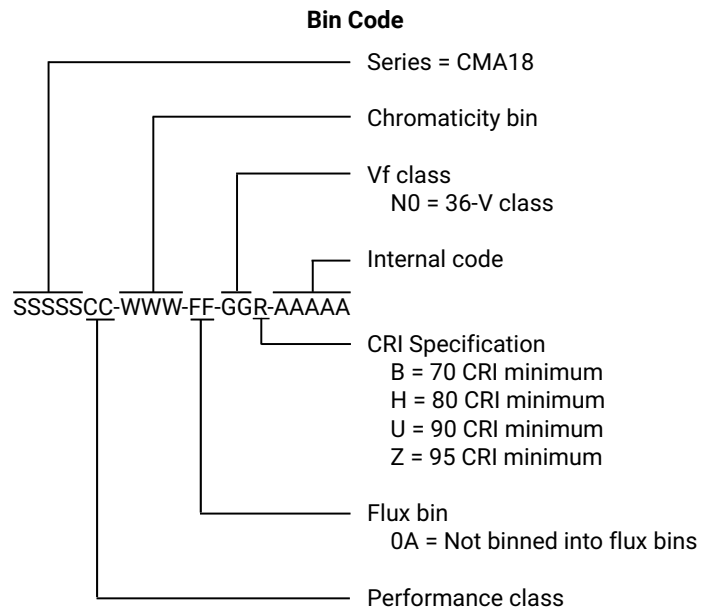 Bin Code
Series = CMA18
Chromaticity bin
Vf class
N0 = 36-V class
Internal code
SSSSSCC-WWW-FF-GGR-AAAAA
CRI Specification
B = 70 CRI minimum
H = 80 CRI minimum
U = 90 CRI minimum
Z = 95 CRI minimum
Flux bin
0A = Not binned into flux bins
Performance class